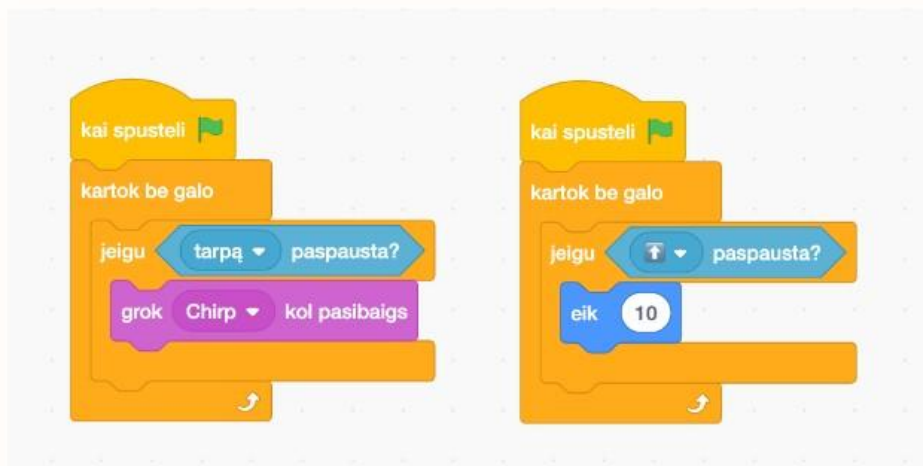 kai spusteli
kartok be galo
jeigu tarpą paspausta?
grok Chirp kol pasibaigs
kai spusteli
kartok be galo
jeigu paspausta?
eik 10